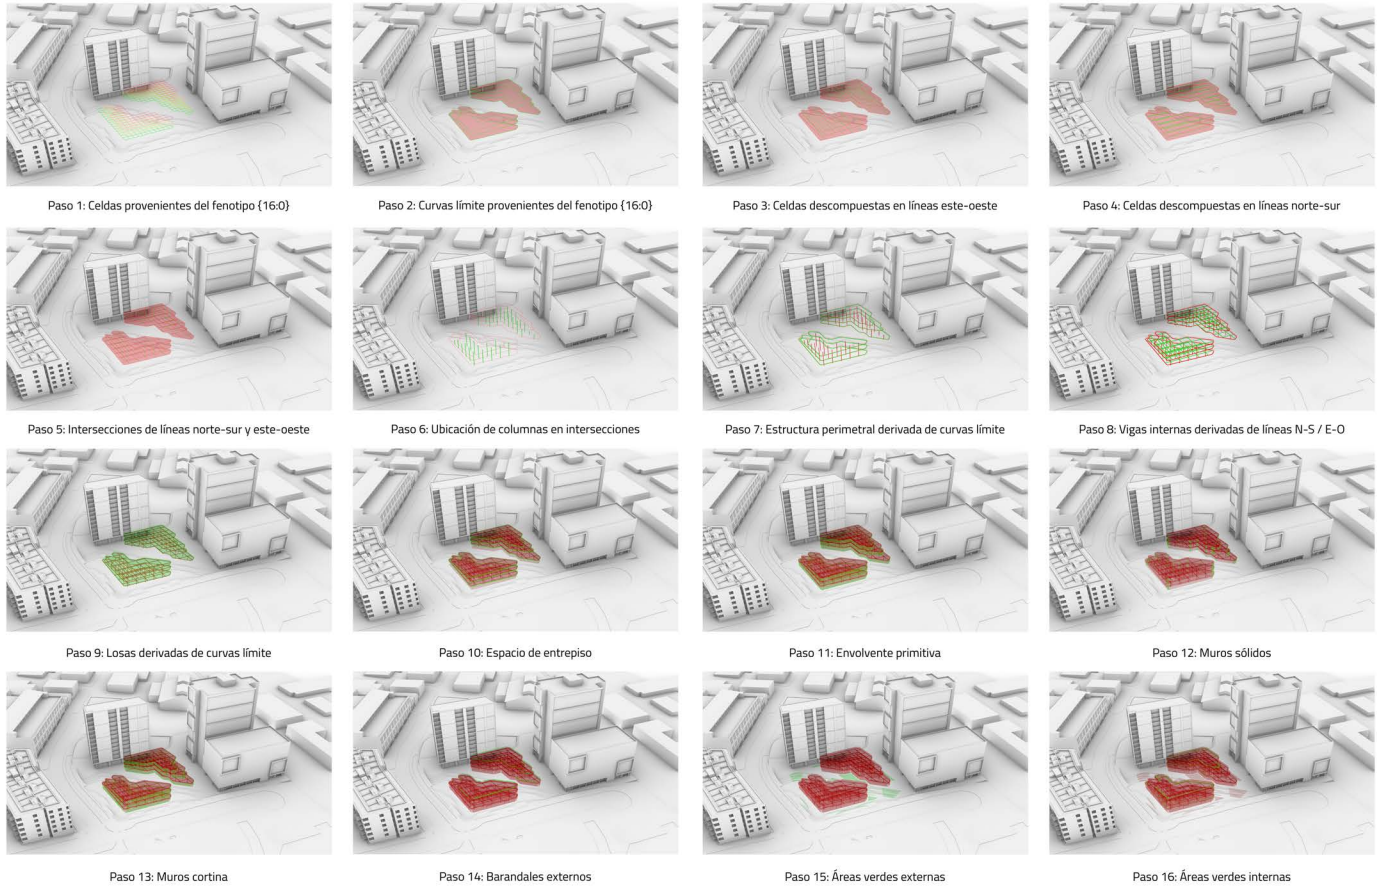 Paso 1: Celdas provenientes del fenotipo {16:0}
Paso 2: Curvas límite provenientes del fenotipo {16:0}
Paso 3: Celdas descompuestas en líneas este-oeste
Paso 4: Celdas descompuestas en líneas norte-sur
Paso 5: Intersecciones de líneas norte-sur y este-oeste
Paso 6: Ubicación de columnas en intersecciones
Paso 7: Estructura perimetral derivada de curvas límite
Paso 8: Vigas internas derivadas de líneas N-S / E-O
Paso 9: Losas derivadas de curvas límite
Paso 10: Espacio de entrepiso
Paso 11: Envolvente primitiva
Paso 12: Muros sólidos
Paso 13: Muros cortina
Paso 14: Barandales externos
Paso 15: Áreas verdes externas
Paso 16: Áreas verdes internas